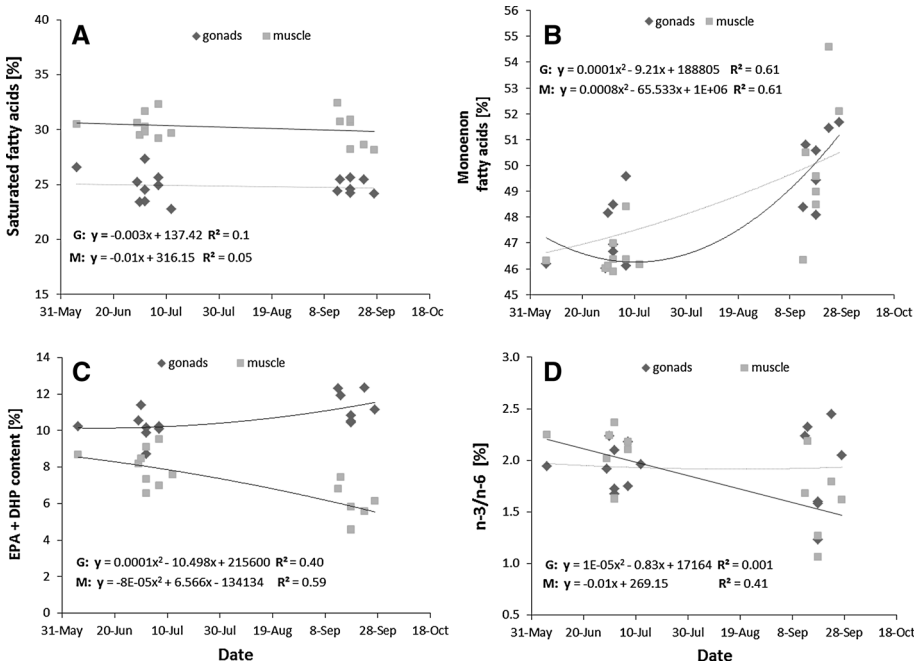 A
gonads muscle
Saturated fatty acids [%]
40
35
30
25
20
15
G: y = -0.003x + 137.42 R² = 0.1
M: y = -0.01x + 316.15 R² = 0.05
31-May 20-Jun 10-Jul 30-Jul 19-Aug 8-Sep 28-Sep 18-Oc
B
gonads muscle
Monoenon
fatty acids [%]
56
55
54
53
52
51
50
49
48
47
46
45
G: y = 0.0001x² - 9.21x + 188805 R² = 0.61
M: y = 0.0008x² - 65.533x + 1E+06 R² = 0.61
31-May 20-Jun 10-Jul 30-Jul 19-Aug 8-Sep 28-Sep 18-Oct
C
gonads muscle
EPA + DHP content [%]
14
12
10
8
6
4
2
0
G: y = 0.0001x² - 10.498x + 215600 R² = 0.40
M: y = -8E-05x² + 6.566x - 134134 R² = 0.59
31-May 20-Jun 10-Jul 30-Jul 19-Aug 8-Sep 28-Sep 18-Oct
Date
D
gonads muscle
n-3/n-6 [%]
3.0
2.5
2.0
1.5
1.0
0.5
G: y = 1E-05x² - 0.83x + 17164 R² = 0.001
M: y = -0.01x + 269.15 R² = 0.41
31-May 20-Jun 10-Jul 30-Jul 19-Aug 8-Sep 28-Sep 18-Oct
Date